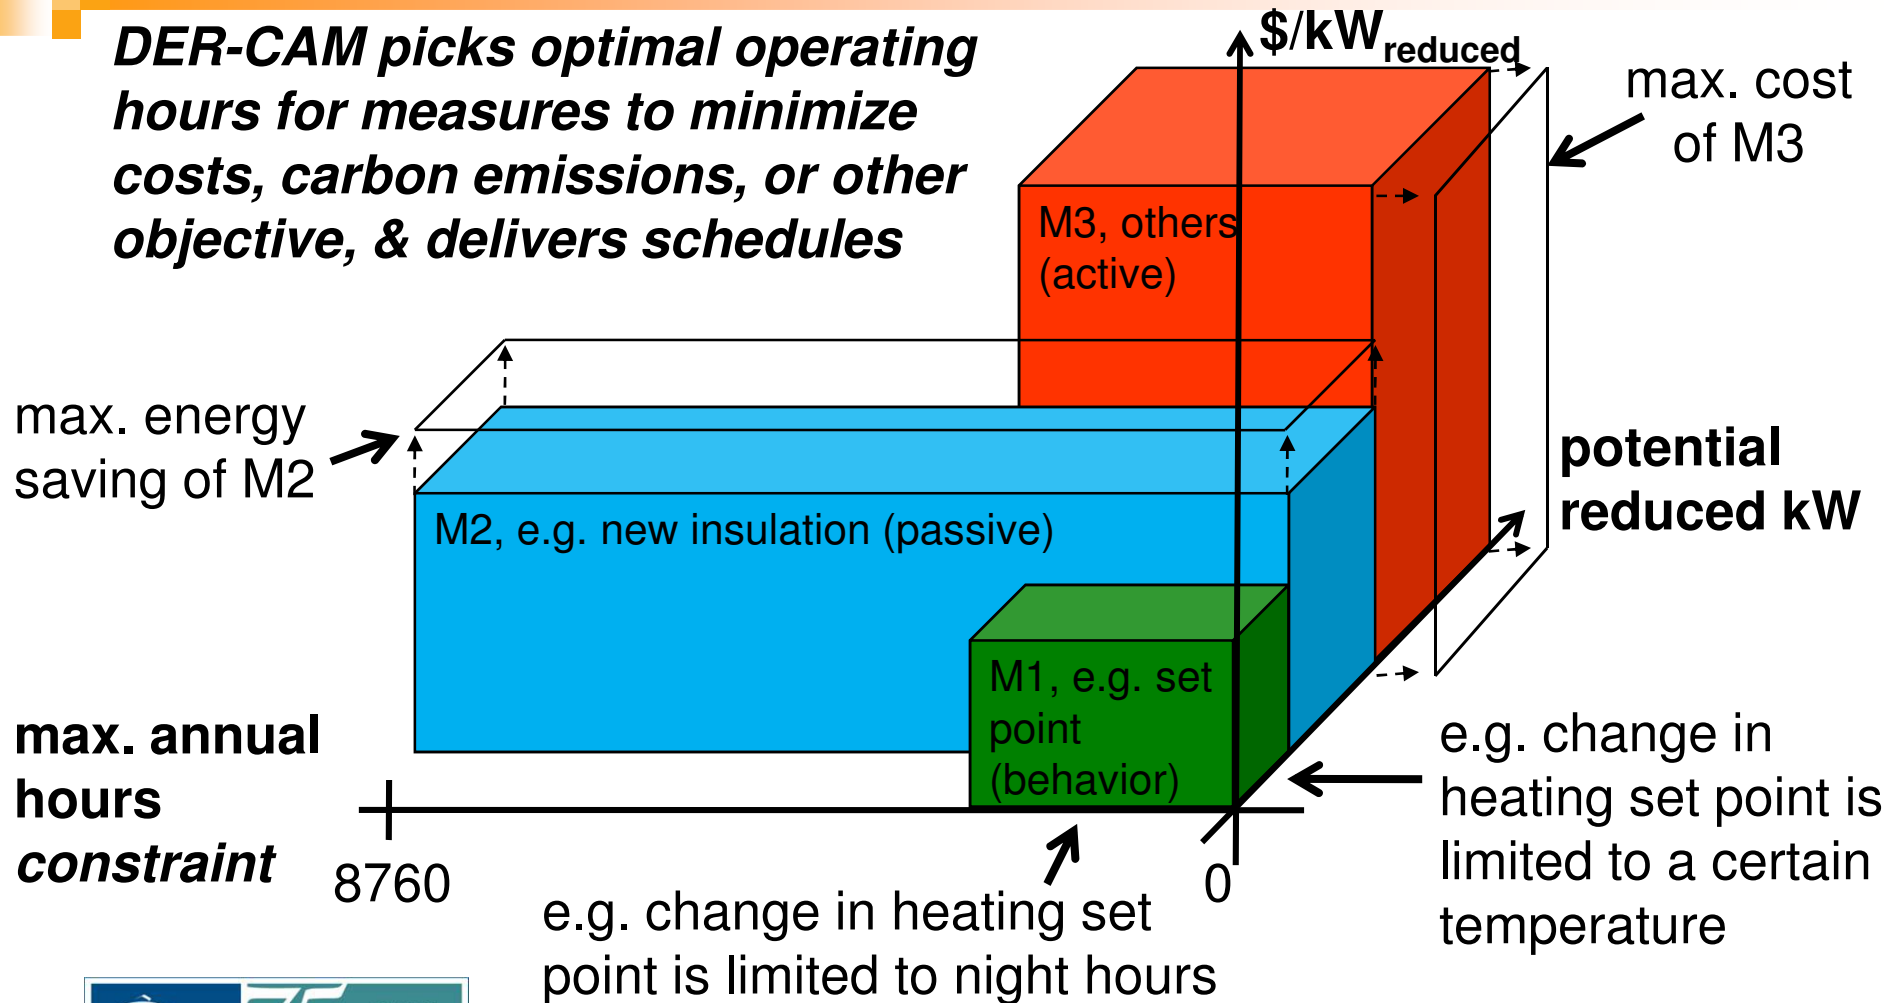 DER-CAM picks optimal operating
hours for measures to minimize
costs, carbon emissions, or other
objective, & delivers schedules
$/kWreduced
max. cost
of M3
M3, others
(active)
max. energy
saving of M2
potential
reduced kW
M2, e.g. new insulation (passive)
M1, e.g. set
point
(behavior)
max. annual
hours
constraint
8760
0
e.g. change in
heating set point is
limited to a certain
temperature
e.g. change in heating set
point is limited to night hours